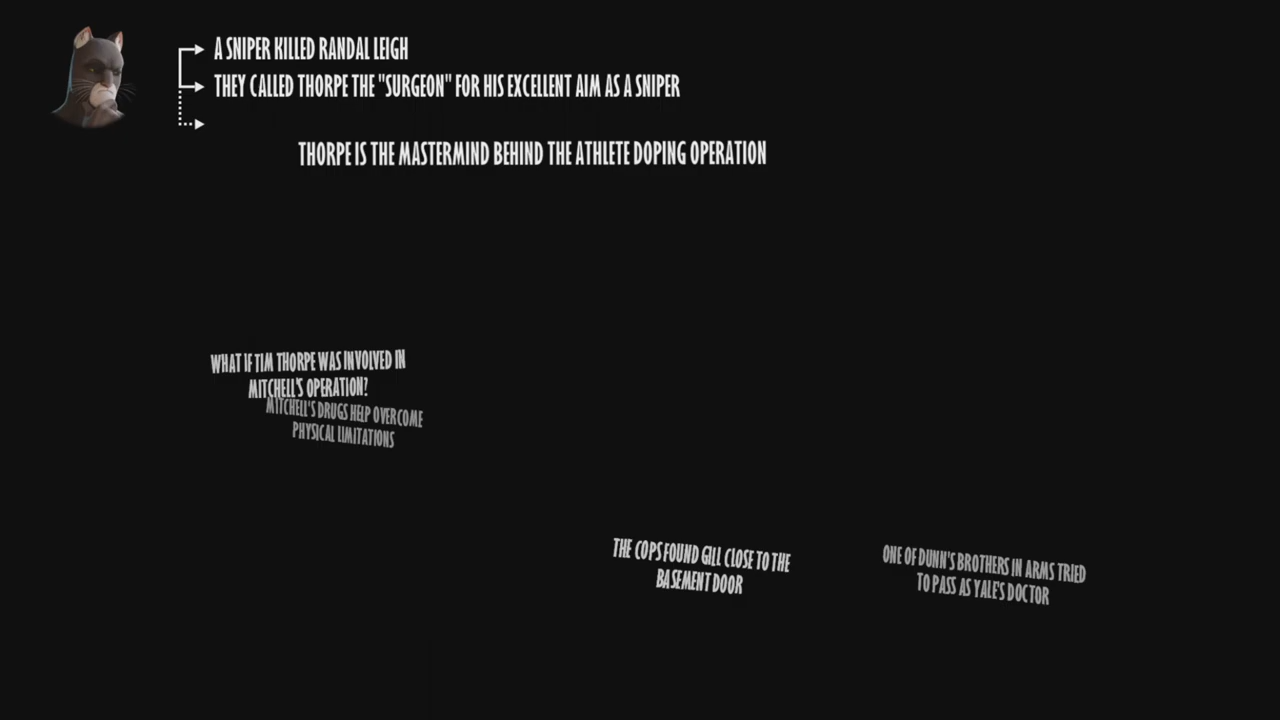 A SNIPER KILLED RANDAL LEIGH
THEY CALLED THORPE THE "SURGEON" FOR HIS EXCELLENT AIM AS A SNIPER
THORPE IS THE MASTERMIND BEHIND THE ATHLETE DOPING OPERATION
WHAT IF TIM THORPE WAS INVOLVED IN
MITCHELL'S OPERATION?
MITCHELL'S DRUGS HELP OVERCOME
PHYSICAL LIMITATIONS
THE COPS FOUND GILL CLOSE TO THE
BASEMENT DOOR
ONE OF DUNN'S BROTHERS IN ARMS TRIED
TO PASS AS YALE'S DOCTOR